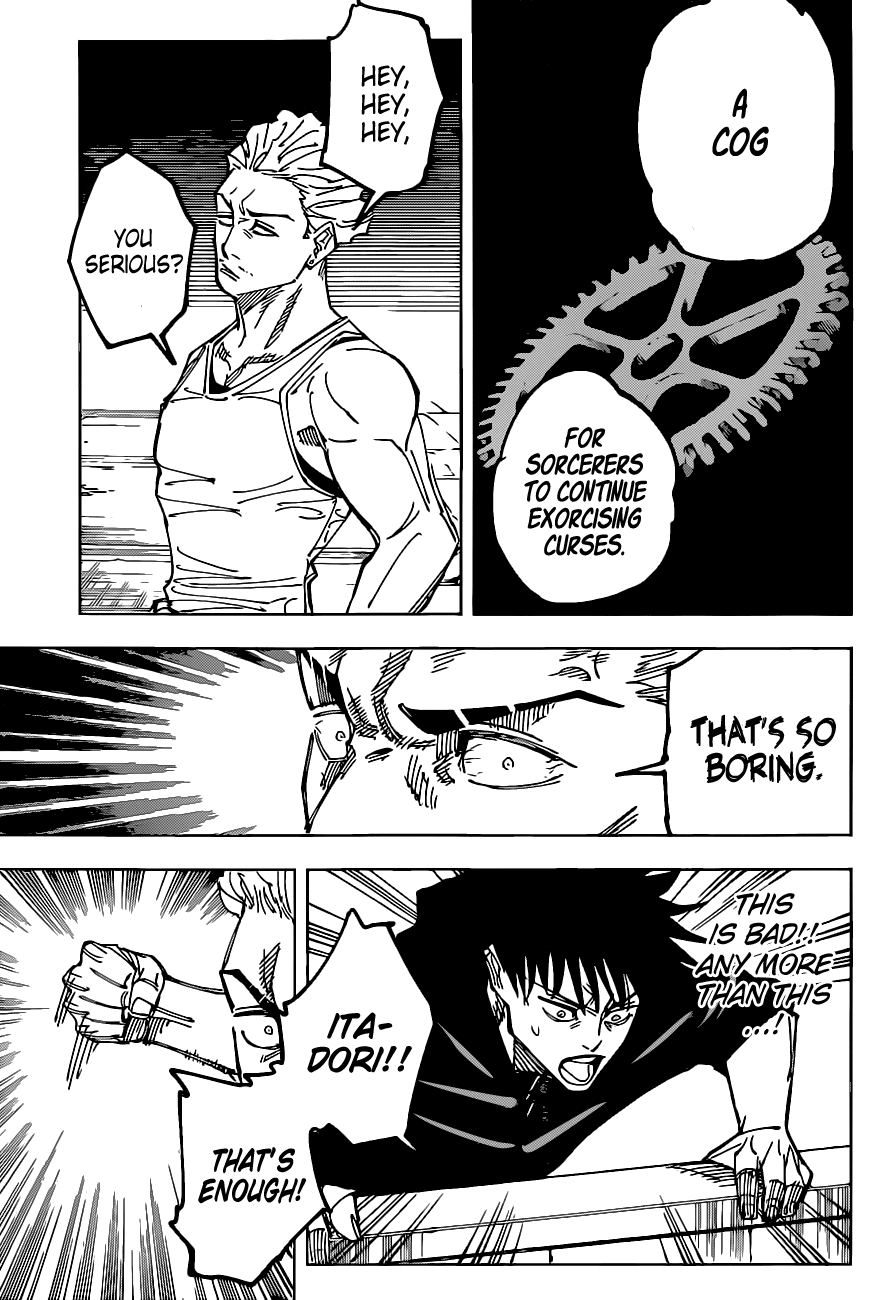 A
COG
FOR
SORCERERS
TO CONTINUE
EXORCISING
CURSES.
HEY,
HEY,
HEY,
YOU
SERIOUS?
THAT'S SO
BORING.
THIS
IS BAD!!
ANY MORE
THAN THIS
...!
ITA-
DORI!!
THAT'S
ENOUGH!